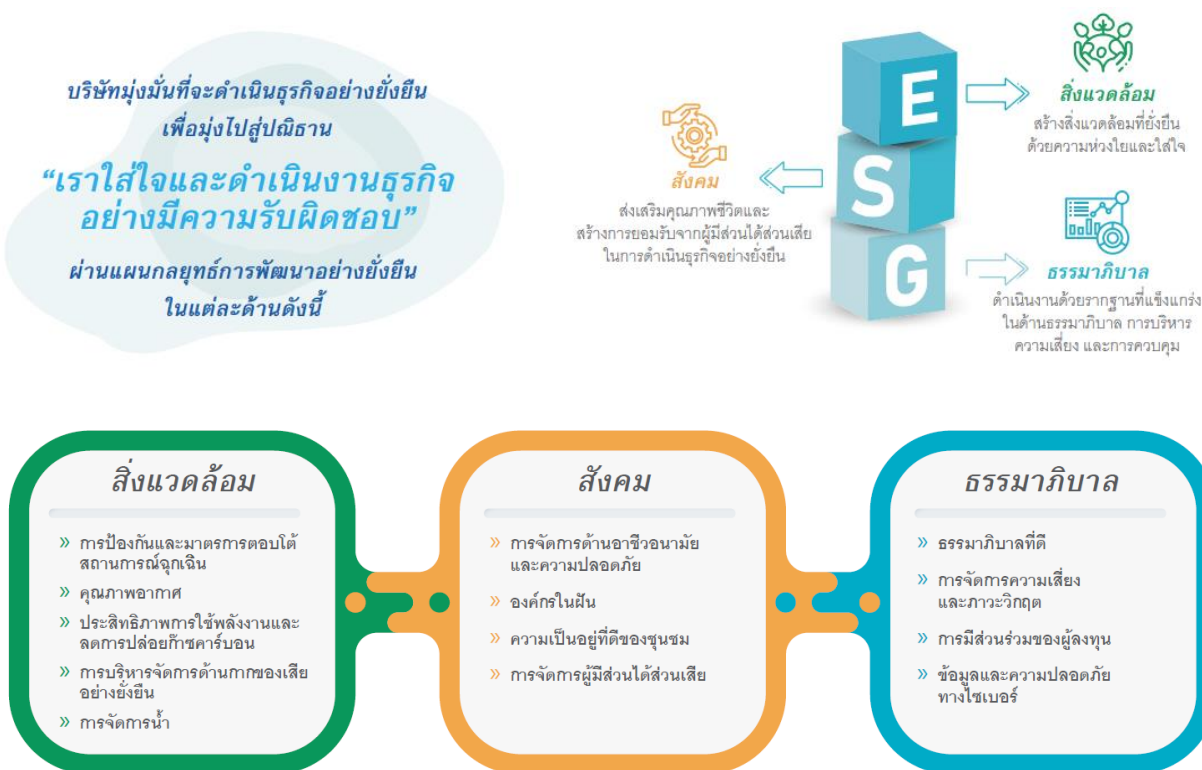 บริษัทมุ่งมั่นที่จะดำเนินธุรกิจอย่างยั่งยืน
เพื่อมุ่งไปสู่ปณิธาน
“เราใส่ใจและดำเนินงานธุรกิจ
อย่างมีความรับผิดชอบ”
ผ่านแผนกลยุทธ์การพัฒนาอย่างยั่งยืน
ในแต่ละด้านดังนี้
E
S
G
สิ่งแวดล้อม
สร้างสิ่งแวดล้อมที่ยั่งยืน
ด้วยความห่วงใยและใส่ใจ
สังคม
ส่งเสริมคุณภาพชีวิตและ
สร้างการยอมรับจากผู้มีส่วนได้ส่วนเสีย
ในการดำเนินธุรกิจอย่างยั่งยืน
ธรรมาภิบาล
ดำเนินงานด้วยรากฐานที่แข็งแกร่ง
ในด้านธรรมาภิบาล การบริหาร
ความเสี่ยง และการควบคุม
สิ่งแวดล้อม
» การป้องกันและมาตรการตอบโต้
สถานการณ์ฉุกเฉิน
» คุณภาพอากาศ
» ประสิทธิภาพการใช้พลังงานและ
ลดการปล่อยก๊าซคาร์บอน
» การบริหารจัดการด้านกากของเสีย
อย่างยั่งยืน
» การจัดการน้ำ
สังคม
» การจัดการด้านอาชีวอนามัย
และความปลอดภัย
» องค์กรในฝัน
» ความเป็นอยู่ที่ดีของชุมชม
» การจัดการผู้มีส่วนได้ส่วนเสีย
ธรรมาภิบาล
» ธรรมาภิบาลที่ดี
» การจัดการความเสี่ยง
และภาวะวิกฤต
» การมีส่วนร่วมของผู้ลงทุน
» ข้อมูลและความปลอดภัย
ทางไซเบอร์